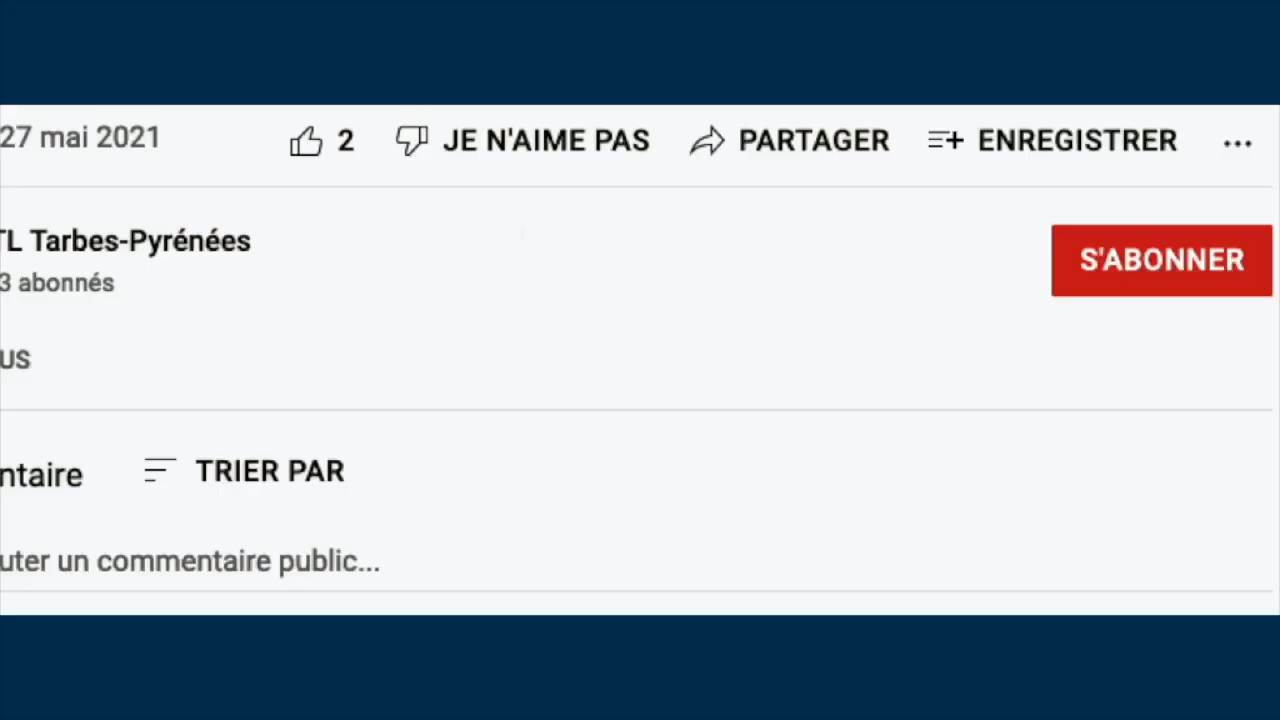 27 mai 2021 2 JE N'AIME PAS PARTAGER ENREGISTRER ...
TL Tarbes-Pyrénées
3 abonnés S'ABONNER
us
ntaire TRIER PAR
uter un commentaire public...